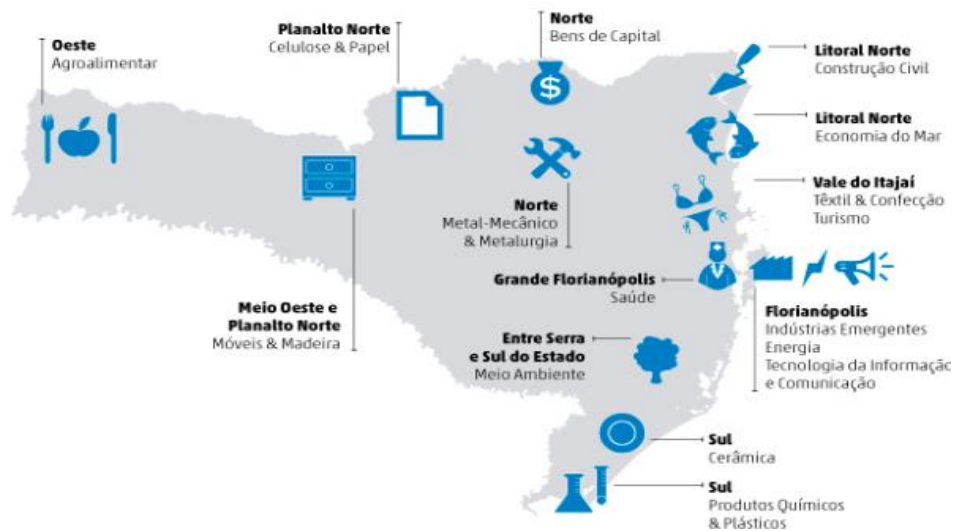 Oeste
Agroalimentar
Planalto Norte
Celulose & Papel
Norte
Bens de Capital
Litoral Norte
Construção Civil
Litoral Norte
Economia do Mar
Vale do Itajaí
Têxtil & Confecção
Turismo
Norte
Metal-Mecânico
& Metalurgia
Grande Florianópolis
Saúde
Meio Oeste e
Planalto Norte
Móveis & Madeira
Florianópolis
Indústrias Emergentes
Energia
Tecnologia da Informaçã
e Comunicação
Entre Serra
e Sul do Estado
Meio Ambiente
Sul
Cerâmica
Sul
Produtos Químicos
& Plásticos
$